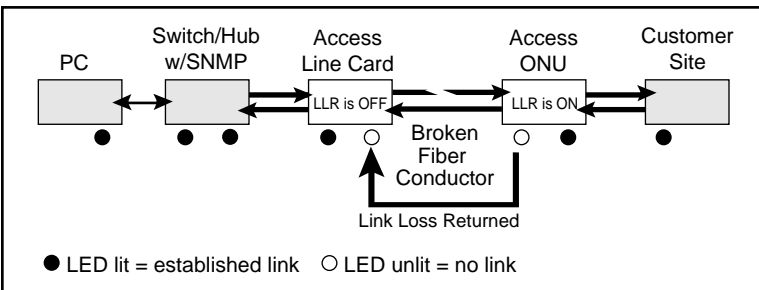 PC
Switch/Hub
w/SNMP
Access
Line Card
Access
ONU
Customer
Site
LLR is OFF
LLR is ON
Broken
Fiber
Conductor
Link Loss Returned
LED lit = established link
LED unlit = no link